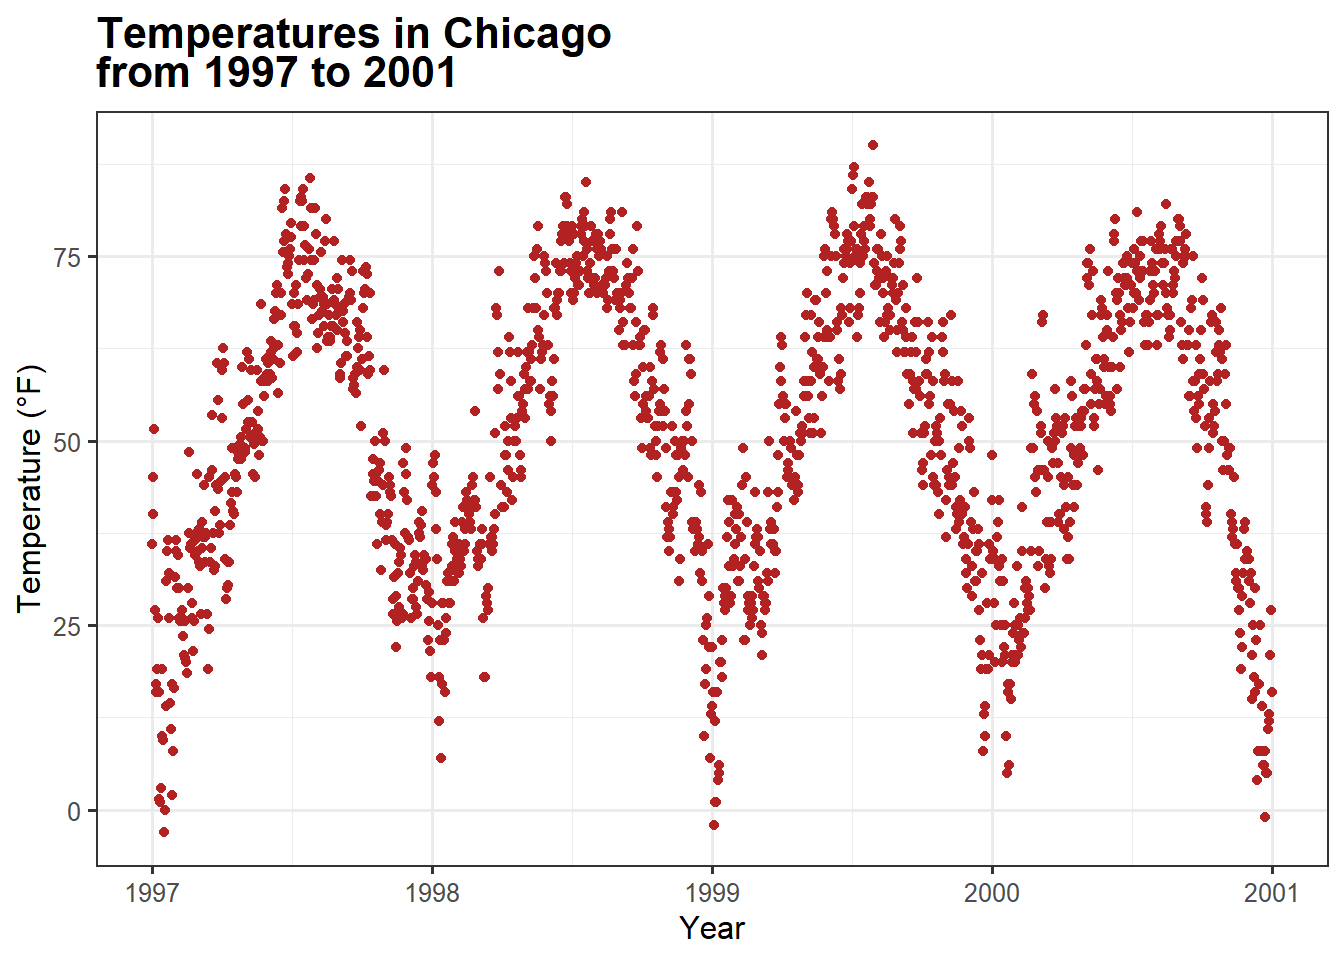 Temperatures in Chicago
from 1997 to 2001
Temperature (°F)
75
50
25
0
1997 1998 1999 2000 2001
Year